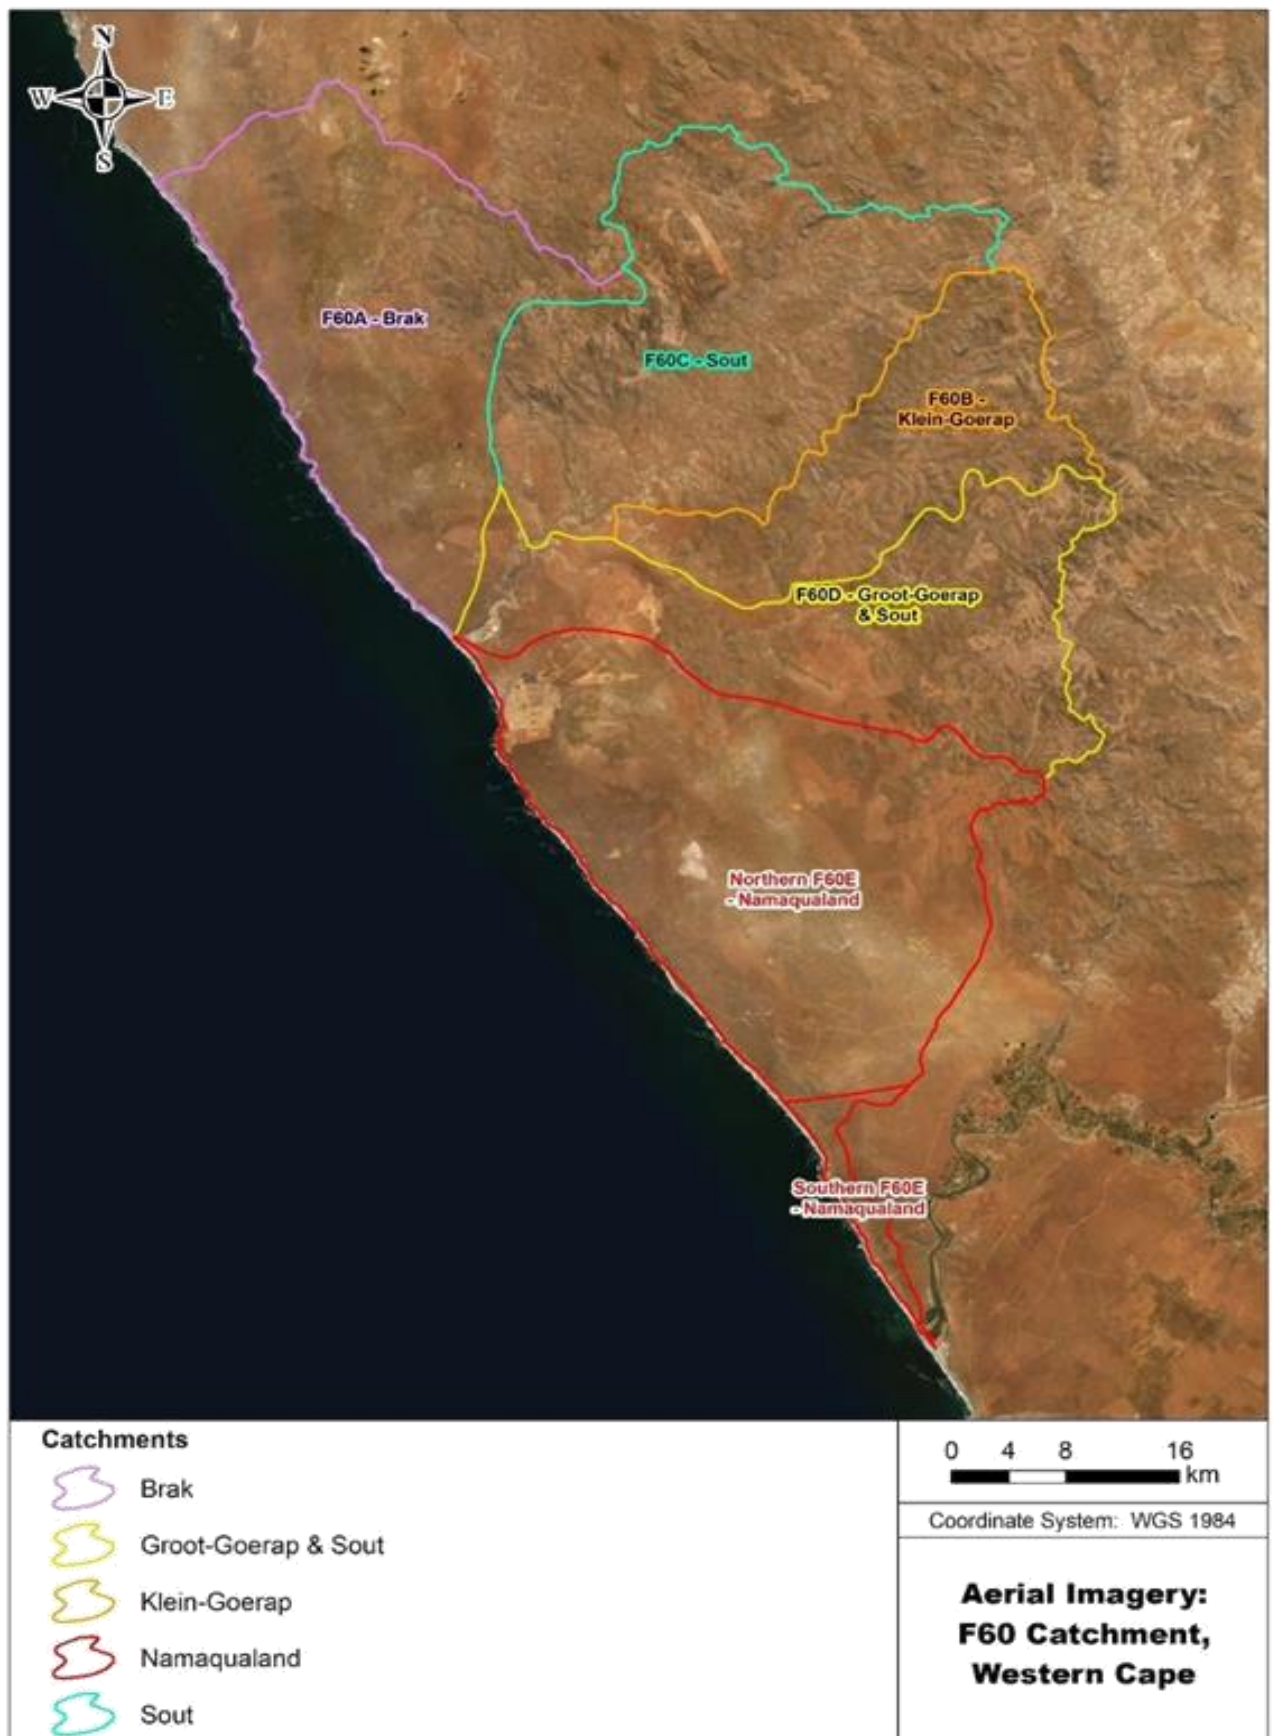 N
W E
S
F60A - Brak
F60C - Sout
F60B -
Klein-Goerap
F60D - Groot-Goerap
& Sout
Northern F60E
- Namaqualand
Southern F60E
- Namaqualand
Catchments
Brak
Groot-Goerap & Sout
Klein-Goerap
Namaqualand
Sout
0 4 8 16
km
Coordinate System: WGS 1984
Aerial Imagery:
F60 Catchment,
Western Cape